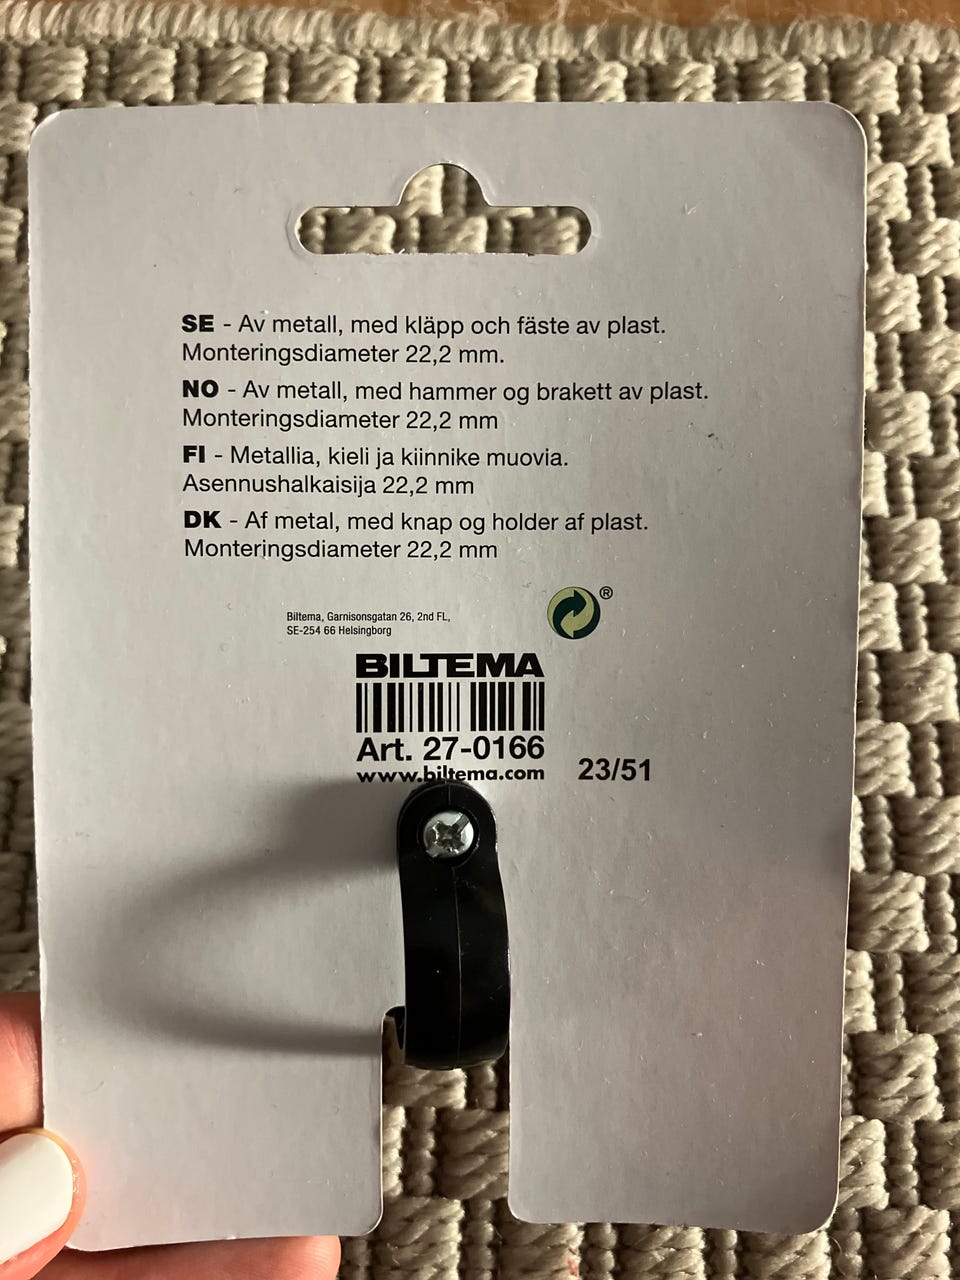 SE - Av metall, med kläpp och fäste av plast.
Monteringsdiameter 22,2 mm.
NO - Av metall, med hammer og brakett av plast.
Monteringsdiameter 22,2 mm
FI - Metallia, kieli ja kiinnike muovia.
Asennushalkaisija 22,2 mm
DK - Af metal, med knap og holder af plast.
Monteringsdiameter 22,2 mm
Biltema, Garnisonsgatan 26, 2nd FL,
SE-254 66 Helsingborg
®
BILTEMA
Art. 27-0166
www.biltema.com 23/51